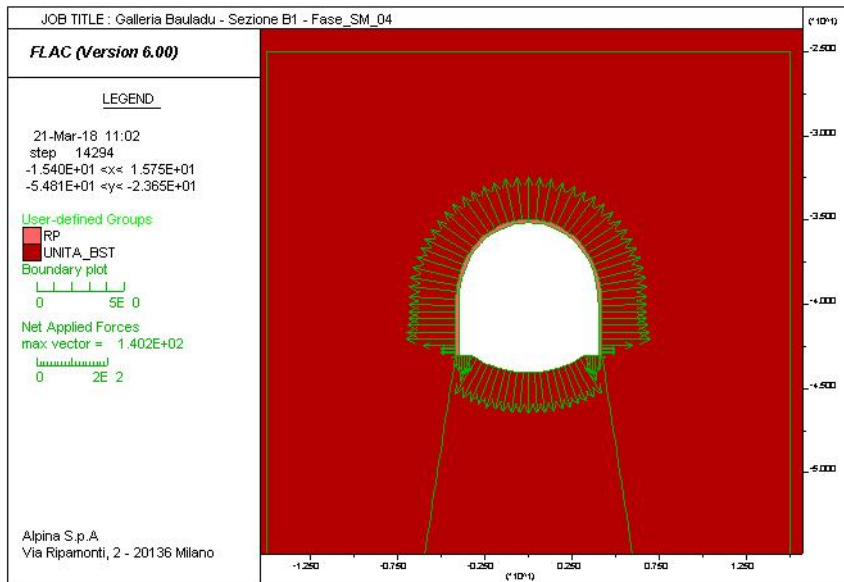 JOB TITLE : Galleria Bauladu - Sezione B1 - Fase_SM_04
(*10^1)
FLAC (Version 6.00)
LEGEND
21-Mar-18 11:02
step 14294
-1.540E+01 <x< 1.575E+01
-5.481E+01 <y< -2.365E+01
User-defined Groups
RP
UNITA_BST
Boundary plot
0 5E 0
Net Applied Forces
max vector = 1.402E+02
0 2E 2
Alpina S.p.A
Via Ripamonti, 2 - 20136 Milano
-2.500
-3.000
-3.500
-4.000
-4.500
-5.000
-1.250 -0.750 -0.250 0.250 0.750 1.250
(*10^1)